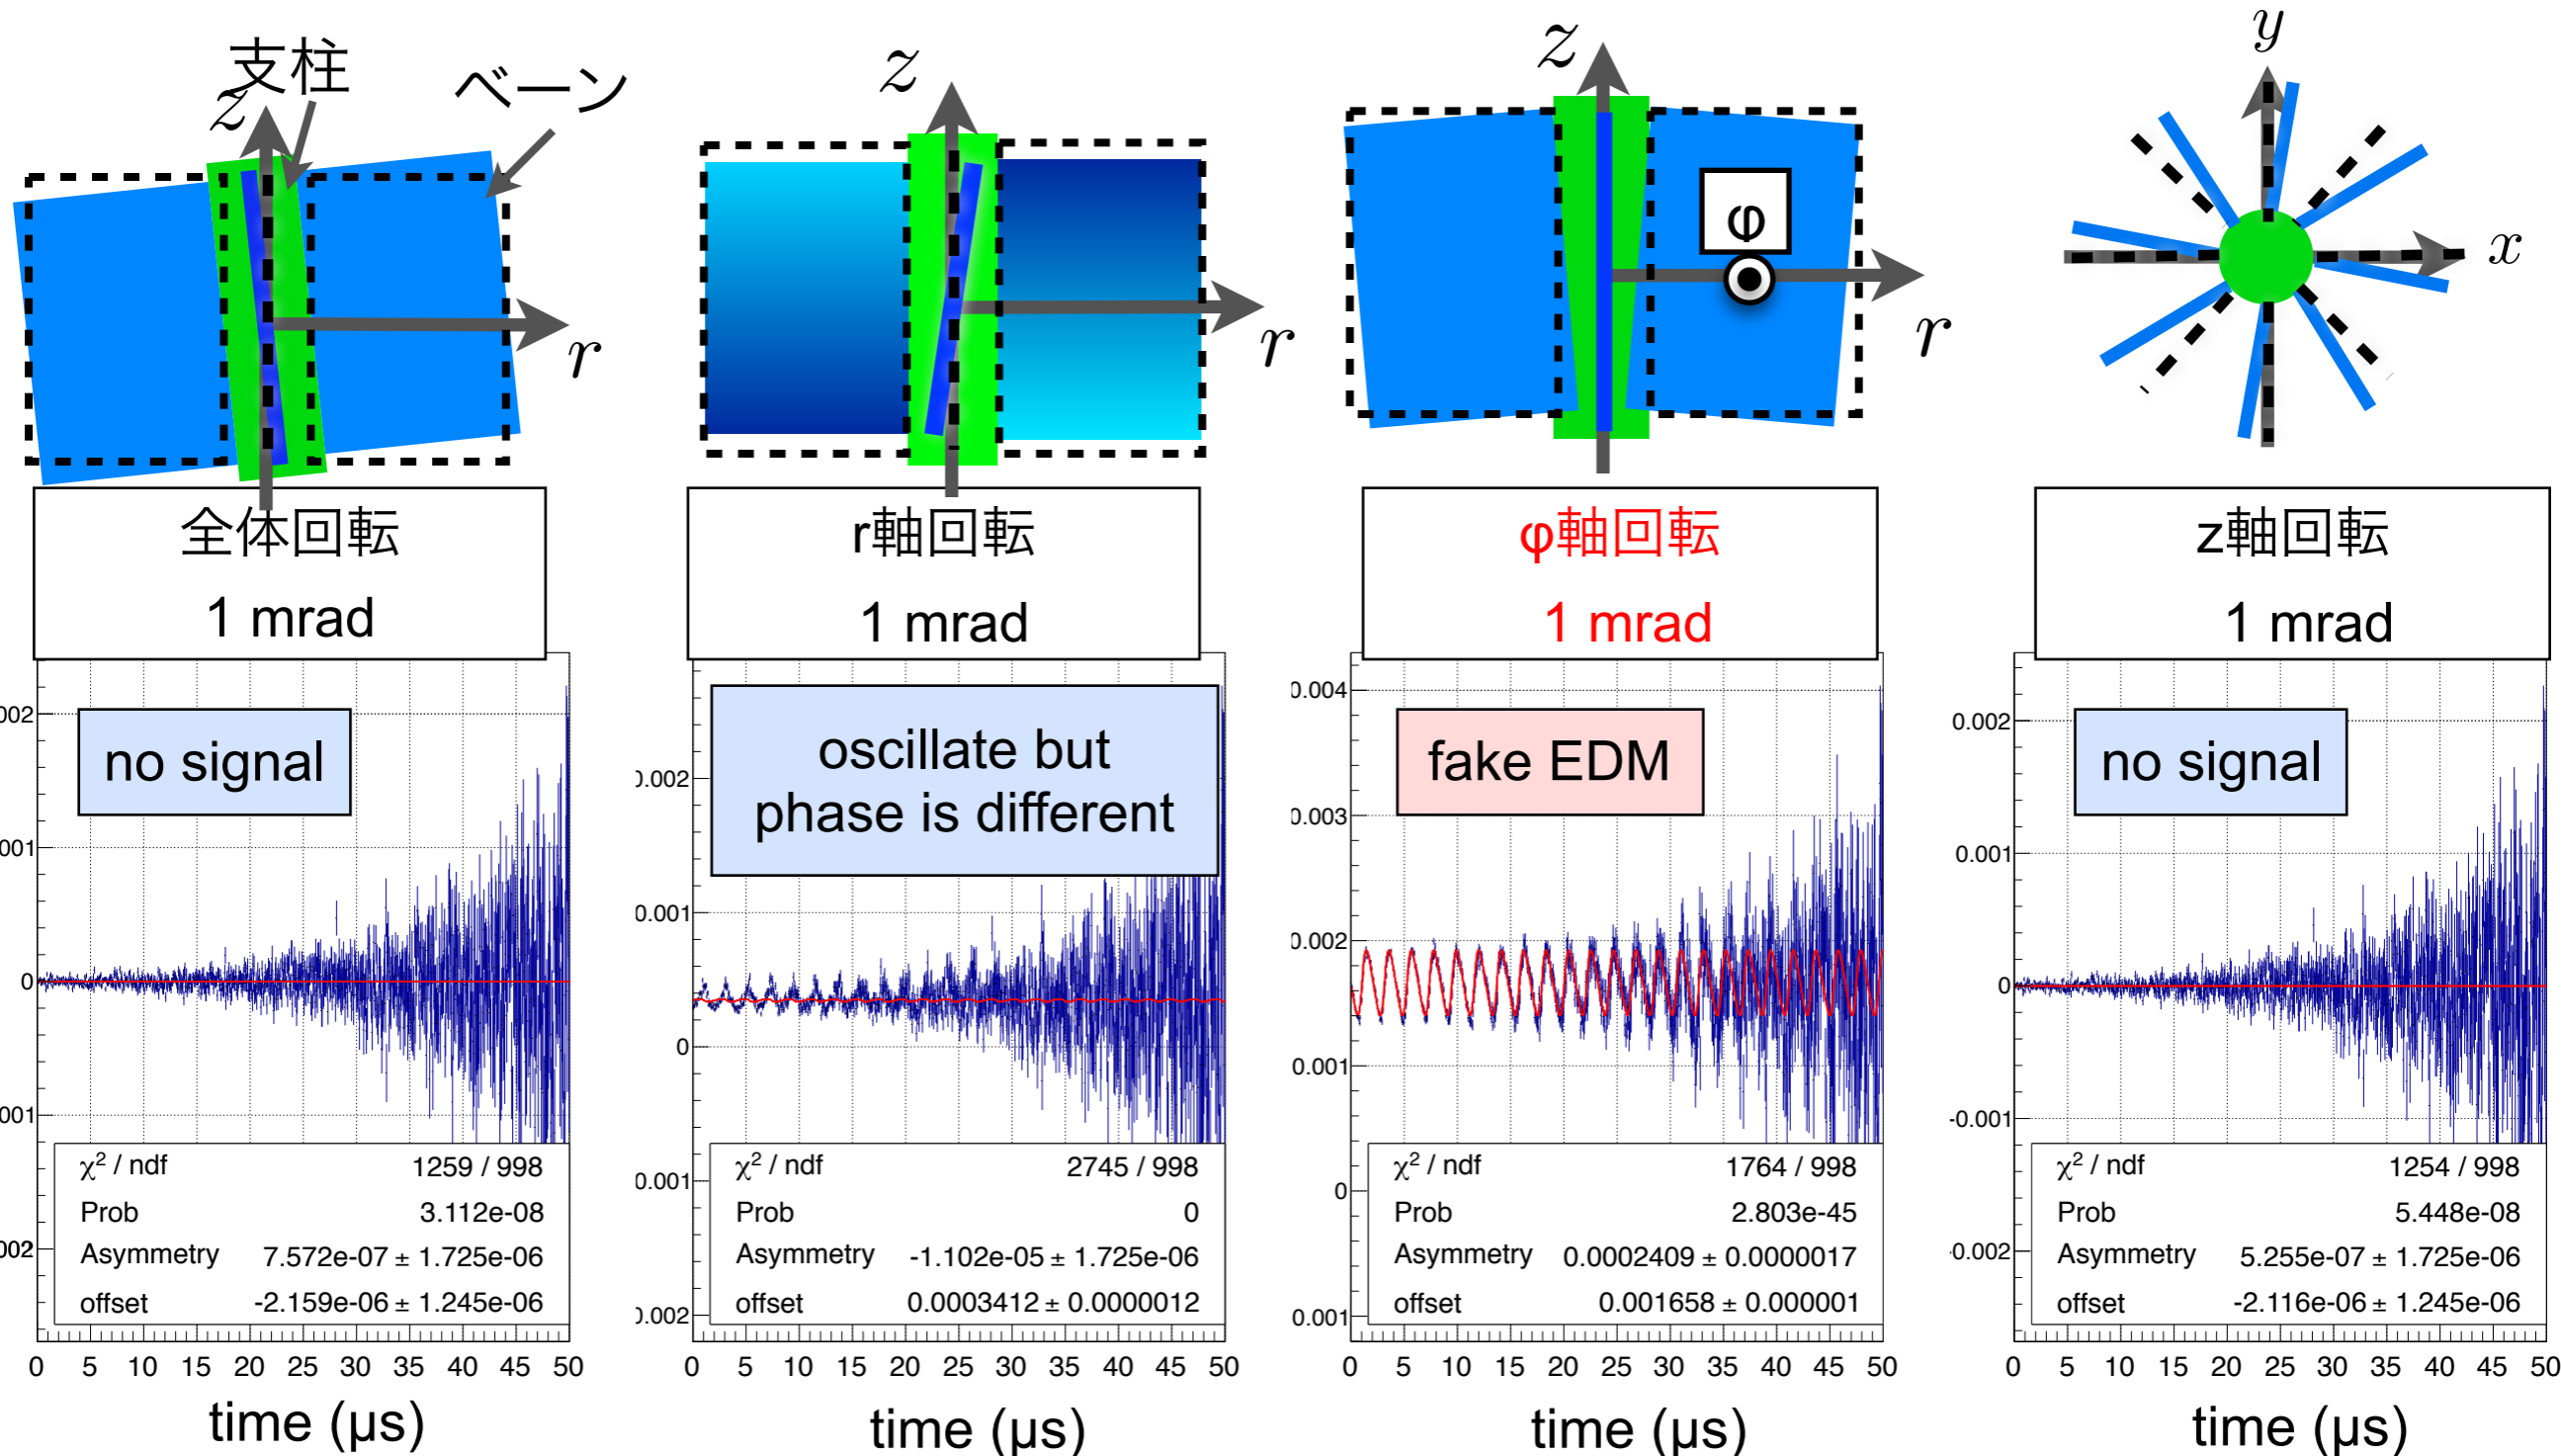 支柱
ベーン
z
r
z
r
z
φ
r
y
x
全体回転
1 mrad
r軸回転
1 mrad
φ軸回転
1 mrad
z軸回転
1 mrad
no signal
002
001
0
001
002
χ² / ndf 1259 / 998
Prob 3.112e-08
Asymmetry 7.572e-07 ± 1.725e-06
offset -2.159e-06 ± 1.245e-06
0 5 10 15 20 25 30 35 40 45 50
time (μs)
oscillate but
phase is different
0.002
0.001
0
0.001
0.002
χ² / ndf 2745 / 998
Prob 0
Asymmetry -1.102e-05 ± 1.725e-06
offset 0.0003412 ± 0.0000012
0 5 10 15 20 25 30 35 40 45 50
time (μs)
fake EDM
0.004
0.003
0.002
0.001
0
0.001
χ² / ndf 1764 / 998
Prob 2.803e-45
Asymmetry 0.0002409 ± 0.0000017
offset 0.001658 ± 0.000001
0 5 10 15 20 25 30 35 40 45 50
time (μs)
no signal
0.002
0.001
0
-0.001
-0.002
χ² / ndf 1254 / 998
Prob 5.448e-08
Asymmetry 5.255e-07 ± 1.725e-06
offset -2.116e-06 ± 1.245e-06
0 5 10 15 20 25 30 35 40 45 50
time (μs)